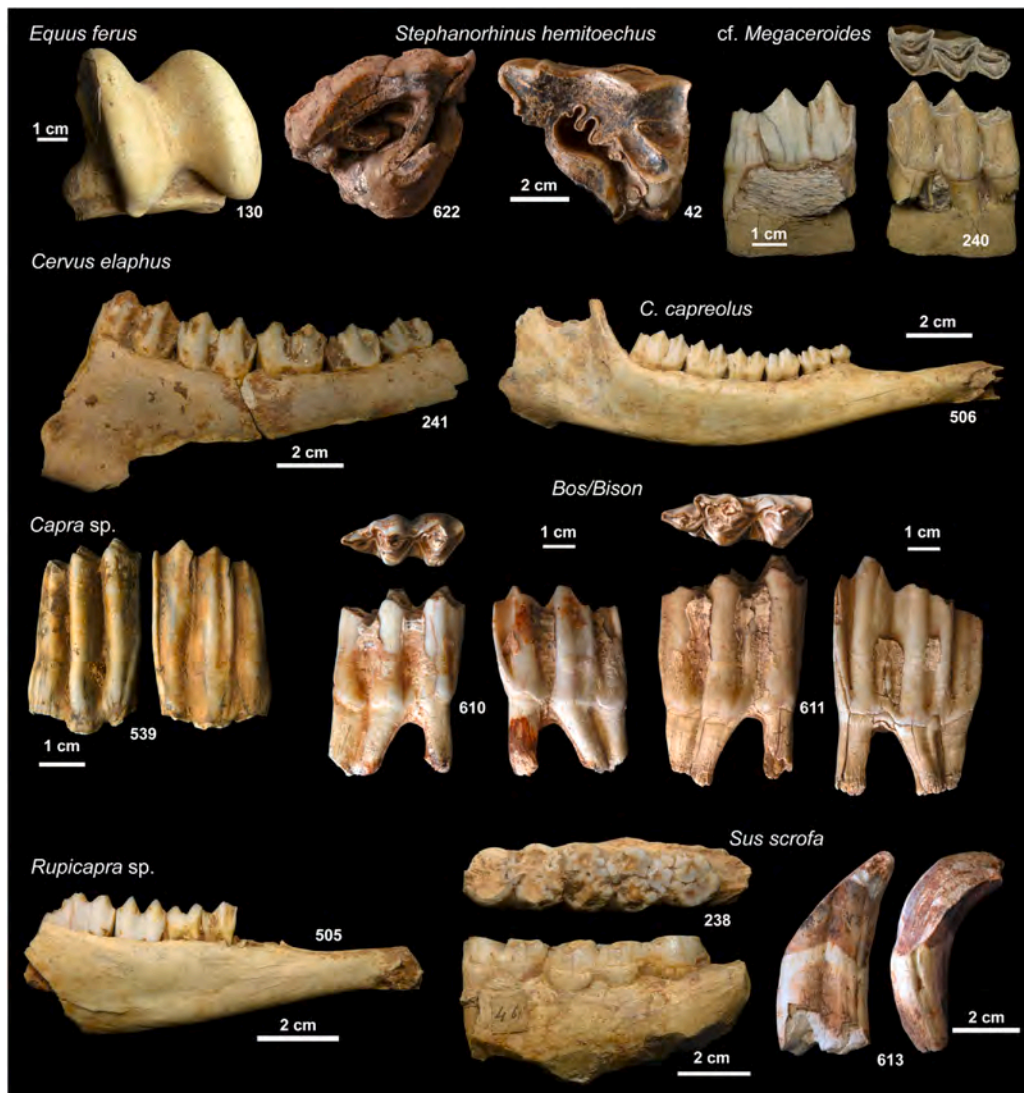 Equus ferus
Stephanorhinus hemitoechus
cf. Megaceroides
1 cm
130
622
2 cm
42
1 cm
240
Cervus elaphus
C. capreolus
2 cm
241
2 cm
506
Capra sp.
Bos/Bison
1 cm
1 cm
539
1 cm
610
611
Rupicapra sp.
Sus scrofa
505
238
2 cm
2 cm
613
2 cm